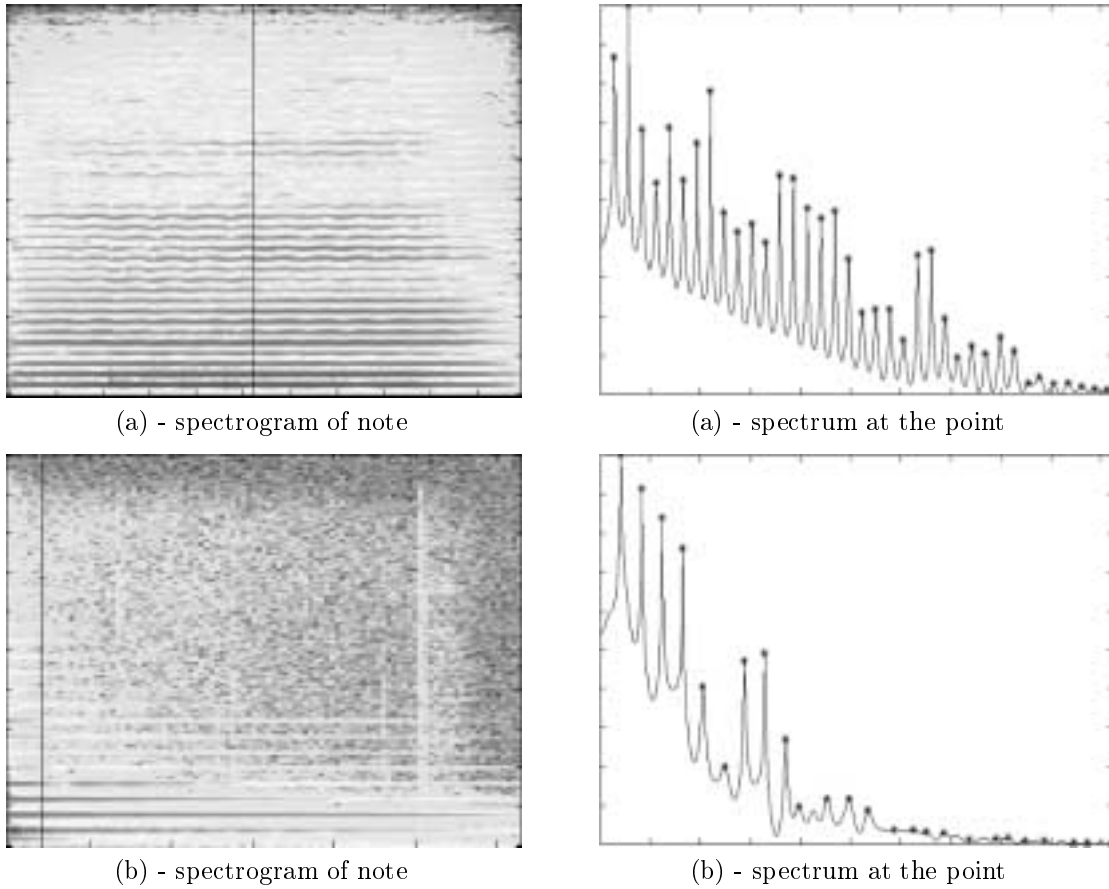 (a) - spectrogram of note
(a) - spectrum at the point
(b) - spectrogram of note
(b) - spectrum at the point